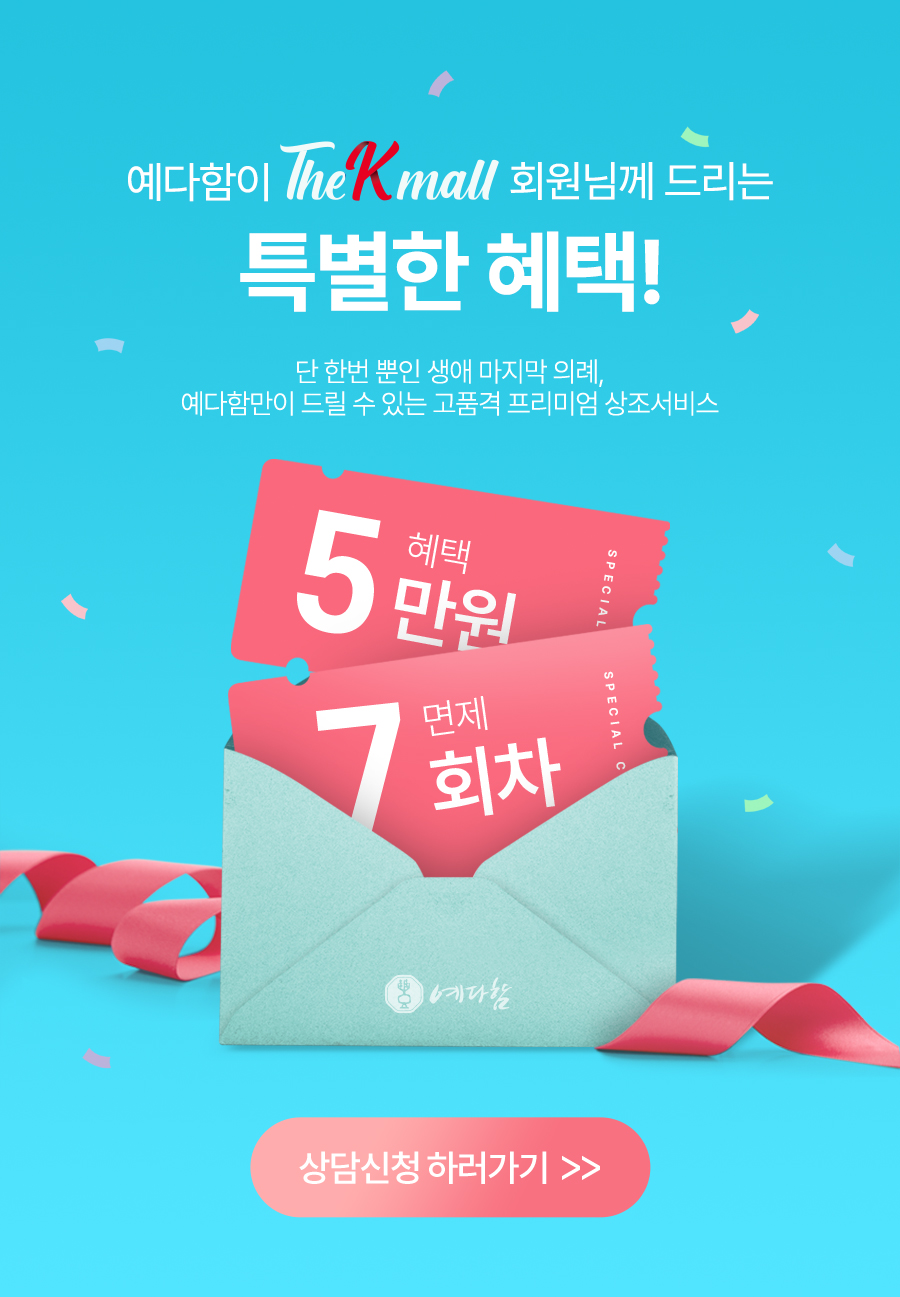 예다함이 The K mall 회원님께 드리는
특별한 혜택!
단 한번 뿐인 생애 마지막 의례,
예다함만이 드릴 수 있는 고품격 프리미엄 상조서비스
5 혜택
만원
SPECIAL
7 면제
회차
SPECIAL C
예다함
상담신청 하러가기 >>